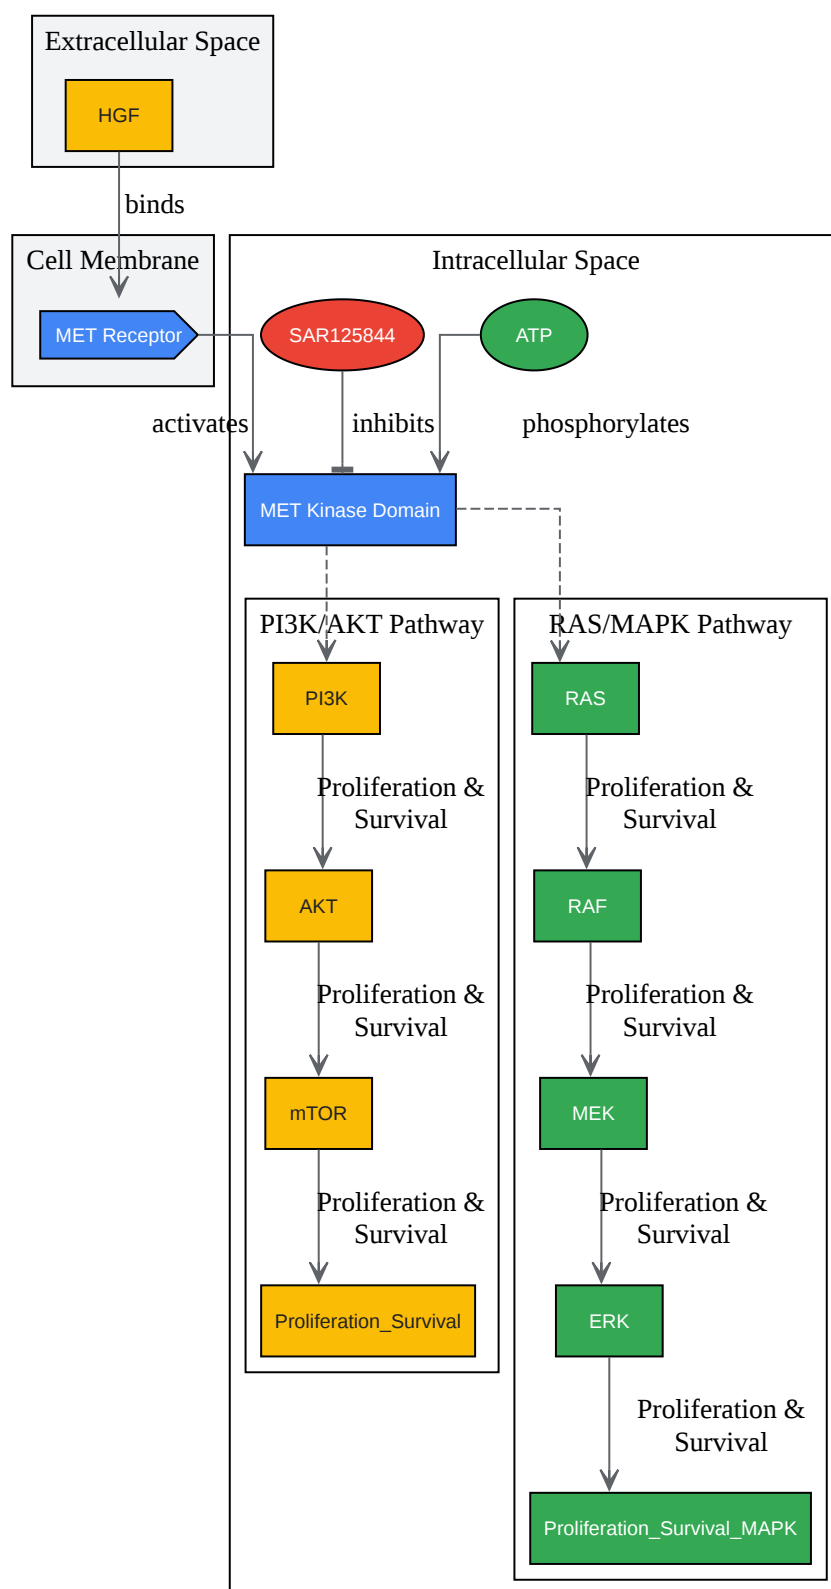 Extracellular Space
HGF
binds
Cell Membrane
Intracellular Space
MET Receptor
SAR125844
ATP
activates
inhibits
phosphorylates
MET Kinase Domain
PI3K/AKT Pathway
RAS/MAPK Pathway
PI3K
RAS
Proliferation &
Survival
Proliferation &
Survival
AKT
RAF
Proliferation &
Survival
Proliferation &
Survival
mTOR
MEK
Proliferation &
Survival
Proliferation &
Survival
Proliferation_Survival
ERK
Proliferation &
Survival
Proliferation_Survival_MAPK